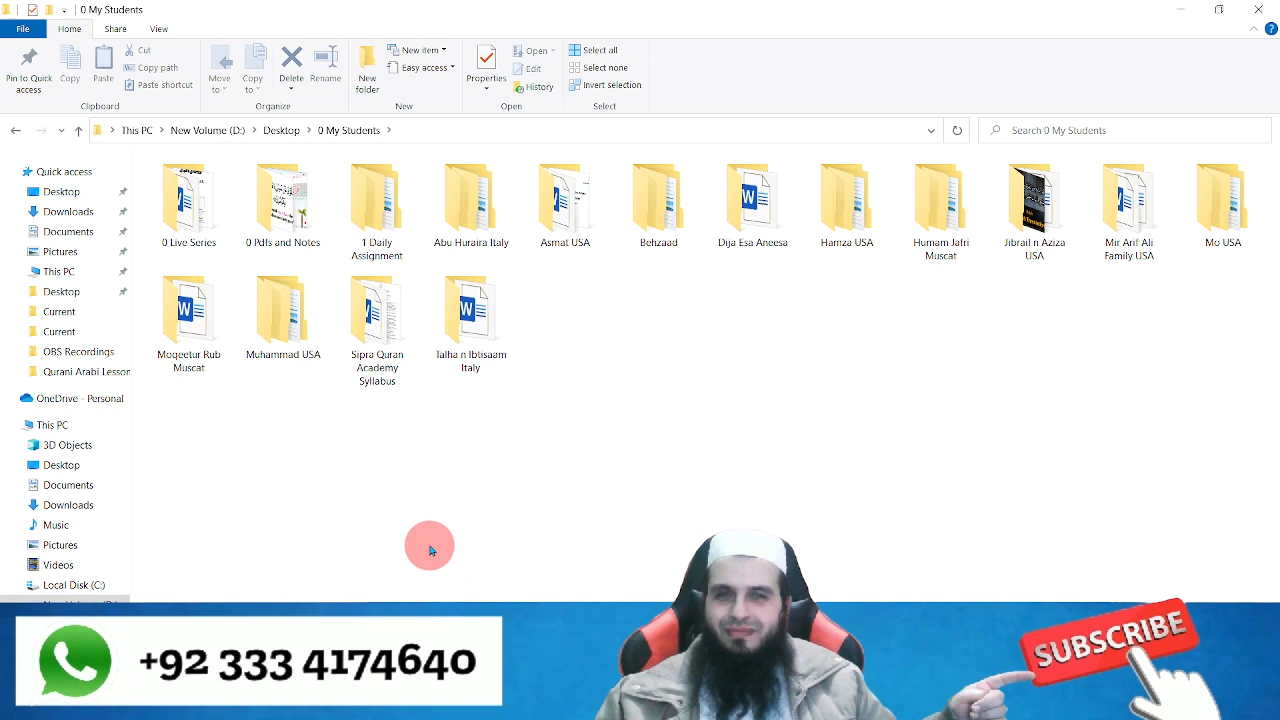 0 My Students
File Home Share View
Pin to Quick access
Copy
Paste
Cut
Copy path
Paste shortcut
Clipboard
Move to
Copy to
Delete
Rename
Organize
New folder
New item
Easy access
New
Properties
Open
Edit
History
Open
Select all
Select none
Invert selection
Select
This PC > New Volume (D:) > Desktop > 0 My Students >
Search 0 My Students
Quick access
Desktop
Downloads
Documents
Pictures
This PC
Desktop
Current
Current
OBS Recordings
Qurani Arabi Lesson
OneDrive - Personal
This PC
3D Objects
Desktop
Documents
Downloads
Music
Pictures
Videos
Local Disk (C:)
0 Live Series
0 Pdfs and Notes
1 Daily
Assignment
Abu Huraira Italy
Asmat USA
Behzaad
Dija Esa Aneesa
Hamza USA
Humam Jafri
Muscat
Jibrail n Aziza
USA
Mir Arif Ali
Family USA
Mo USA
Moqeetur Rub
Muscat
Muhammad USA
Sipra Quran
Academy
Syllabus
Talha n Ibtisaam
Italy
+92 333 4174640
SUBSCRIBE